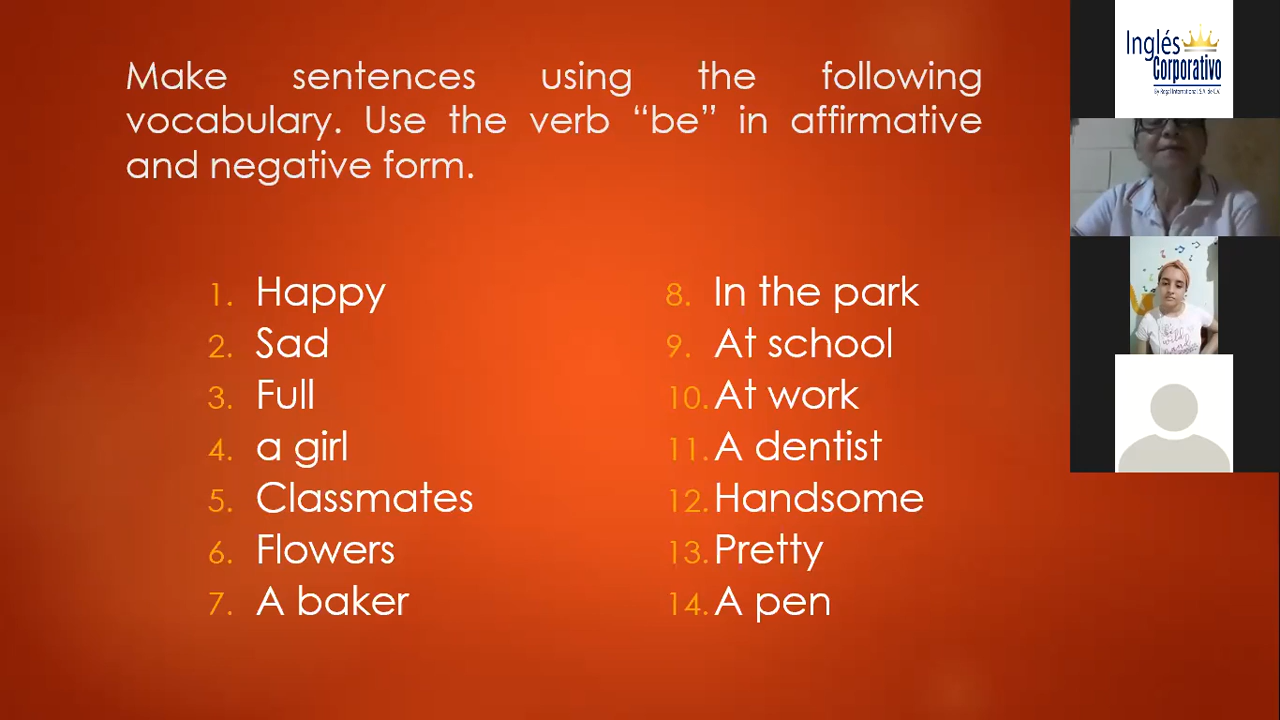 Make sentences using the following
vocabulary. Use the verb “be” in affirmative
and negative form.
1. Happy
2. Sad
3. Full
4. a girl
5. Classmates
6. Flowers
7. A baker
8. In the park
9. At school
10. At work
11. A dentist
12. Handsome
13. Pretty
14. A pen
Inglés
Corporativo